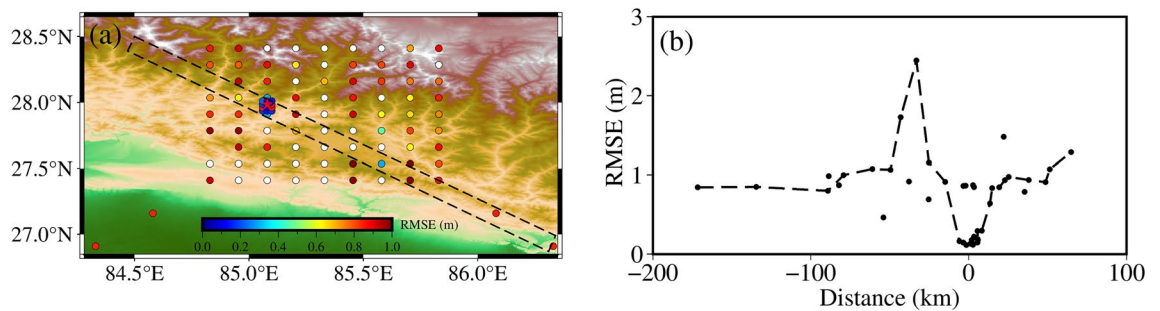 (a)
28.5°N
28.0°N
27.5°N
27.0°N
84.5°E 85.0°E 85.5°E 86.0°E
RMSE (m)
0.0 0.2 0.4 0.6 0.8 1.0
(b)
RMSE (m)
3
2
1
0
−200 −100 0 100
Distance (km)